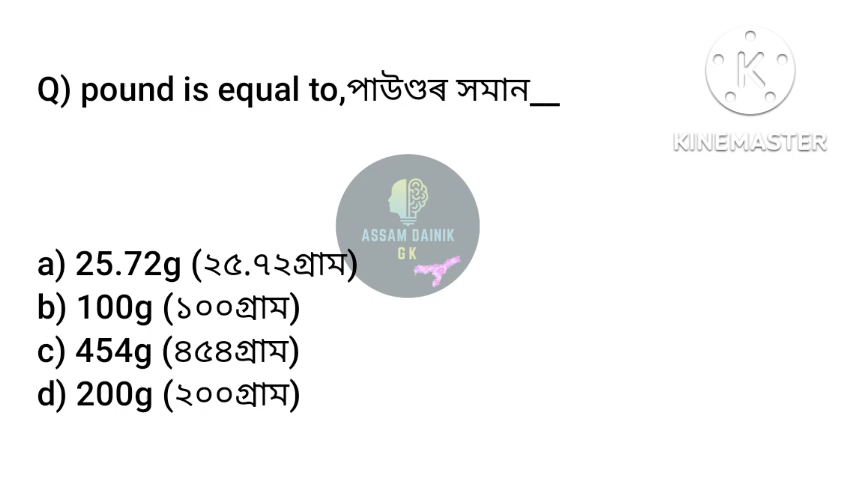 Q) pound is equal to,পাউণ্ডৰ সমান__
KINEMASTER
ASSAM DAINIK
GK
a) 25.72g (২৫.৭২গ্ৰাম)
b) 100g (১০০গ্ৰাম)
c) 454g (৪৫৪গ্ৰাম)
d) 200g (২০০গ্ৰাম)